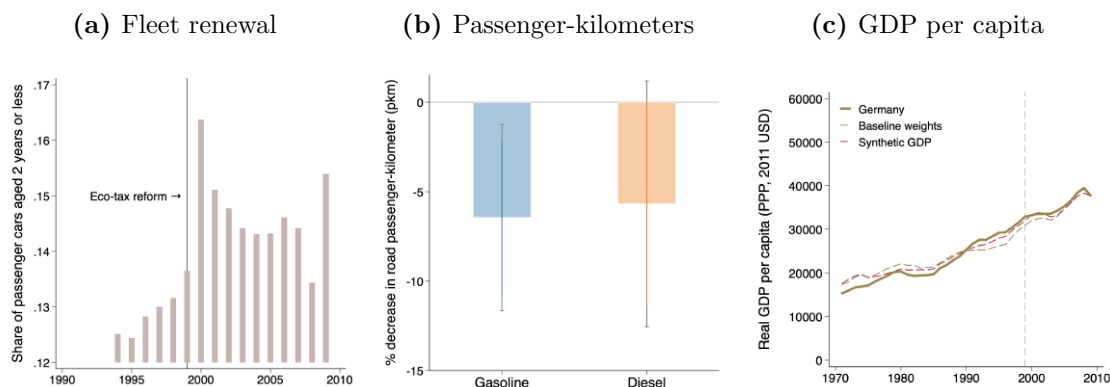 (a) Fleet renewal
(b) Passenger-kilometers
(c) GDP per capita
Share of passenger cars aged 2 years or less
.17
.16
.15
.14
.13
.12
Eco-tax reform →
1990 1995 2000 2005 2010
% decrease in road passenger-kilometer (pkm)
0
-5
-10
-15
Gasoline Diesel
Real GDP per capita (PPP, 2011 USD)
60000
50000
40000
30000
20000
10000
0
Germany
Baseline weights
Synthetic GDP
1970 1980 1990 2000 2010